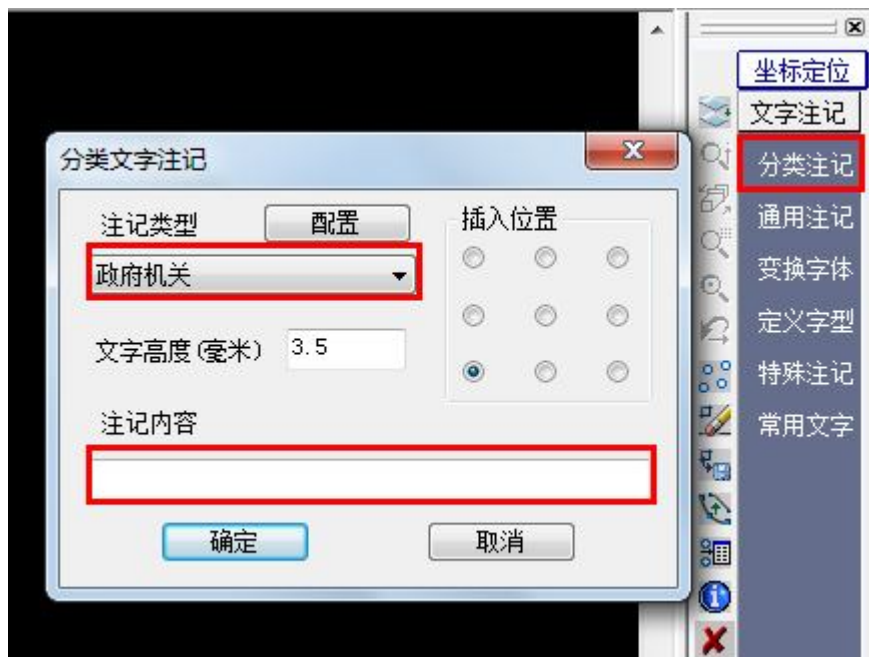 坐标定位
文字注记
分类注记
通用注记
变换字体
定义字型
特殊注记
常用文字
分类文字注记
注记类型
配置
插入位置
政府机关
文字高度(毫米)
3.5
注记内容
确定
取消